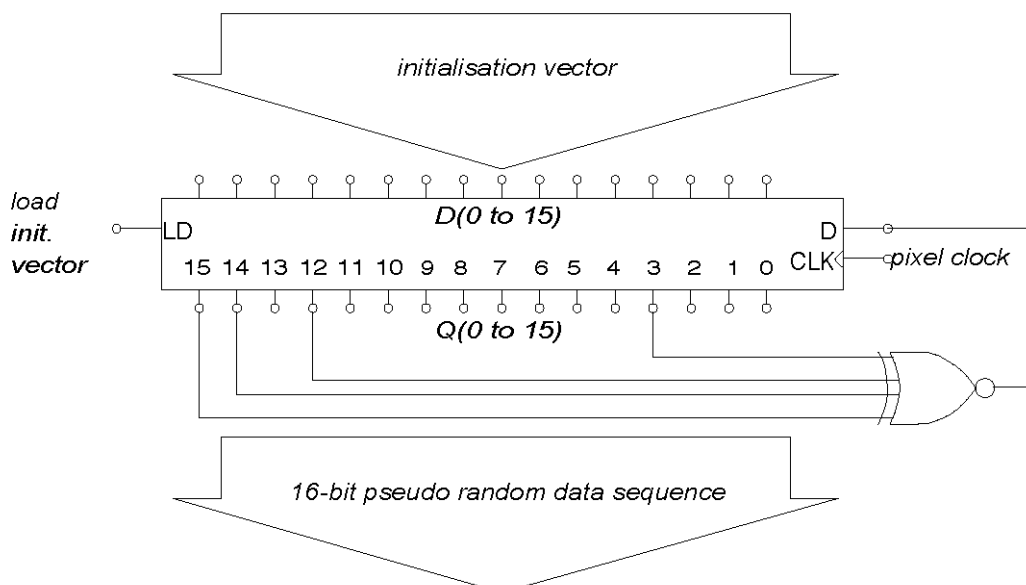 initialisation vector
load
init.
vector
D(0 to 15)
LD
D
CLK
pixel clock
15 14 13 12 11 10 9 8 7 6 5 4 3 2 1 0
Q(0 to 15)
16-bit pseudo random data sequence